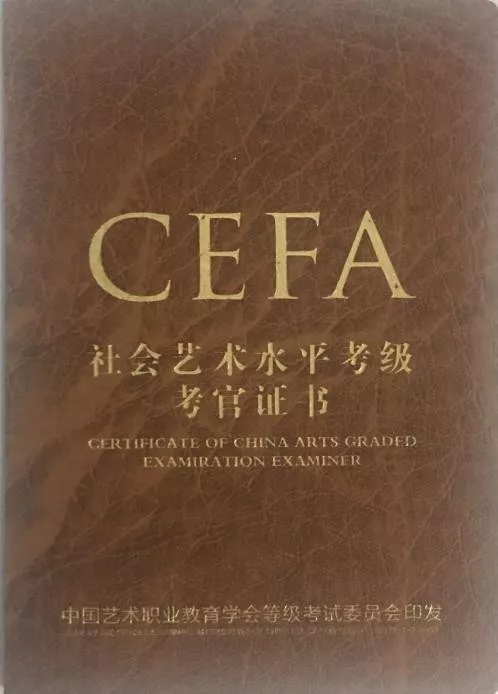 CEFA
社会艺术水平考级
考官证书
CERTIFICATE OF CHINA ARTS GRADED
EXAMIRATION EXAMINER
中国艺术职业教育学会等级考试委员会印发